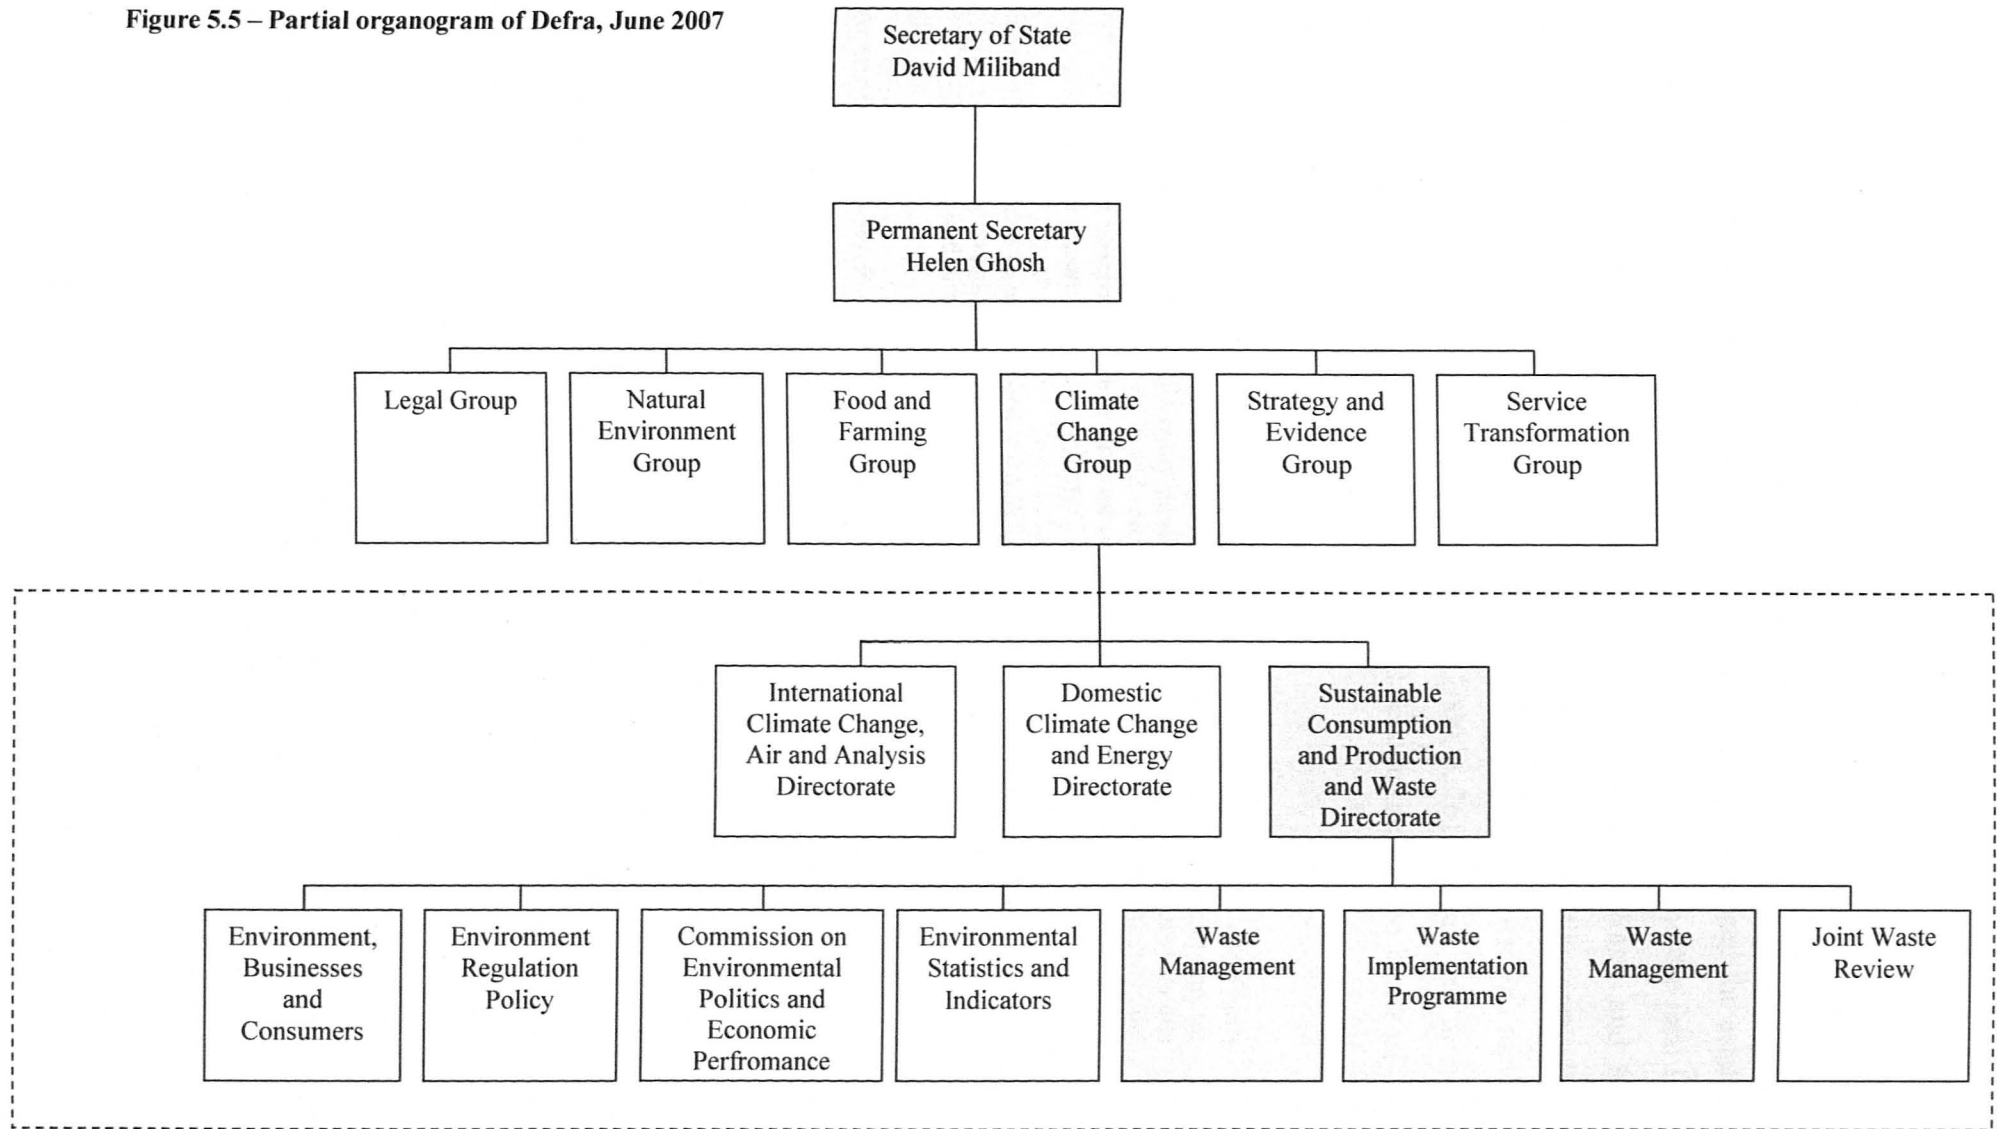 Figure 5.5 – Partial organogram of Defra, June 2007
Secretary of State
David Miliband
Permanent Secretary
Helen Ghosh
Legal Group
Natural
Environment
Group
Food and
Farming
Group
Climate
Change
Group
Strategy and
Evidence
Group
Service
Transformation
Group
International
Climate Change,
Air and Analysis
Directorate
Domestic
Climate Change
and Energy
Directorate
Sustainable
Consumption
and Production
and Waste
Directorate
Environment,
Businesses
and
Consumers
Environment
Regulation
Policy
Commission on
Environmental
Politics and
Economic
Perfromance
Environmental
Statistics and
Indicators
Waste
Management
Waste
Implementation
Programme
Waste
Management
Joint Waste
Review